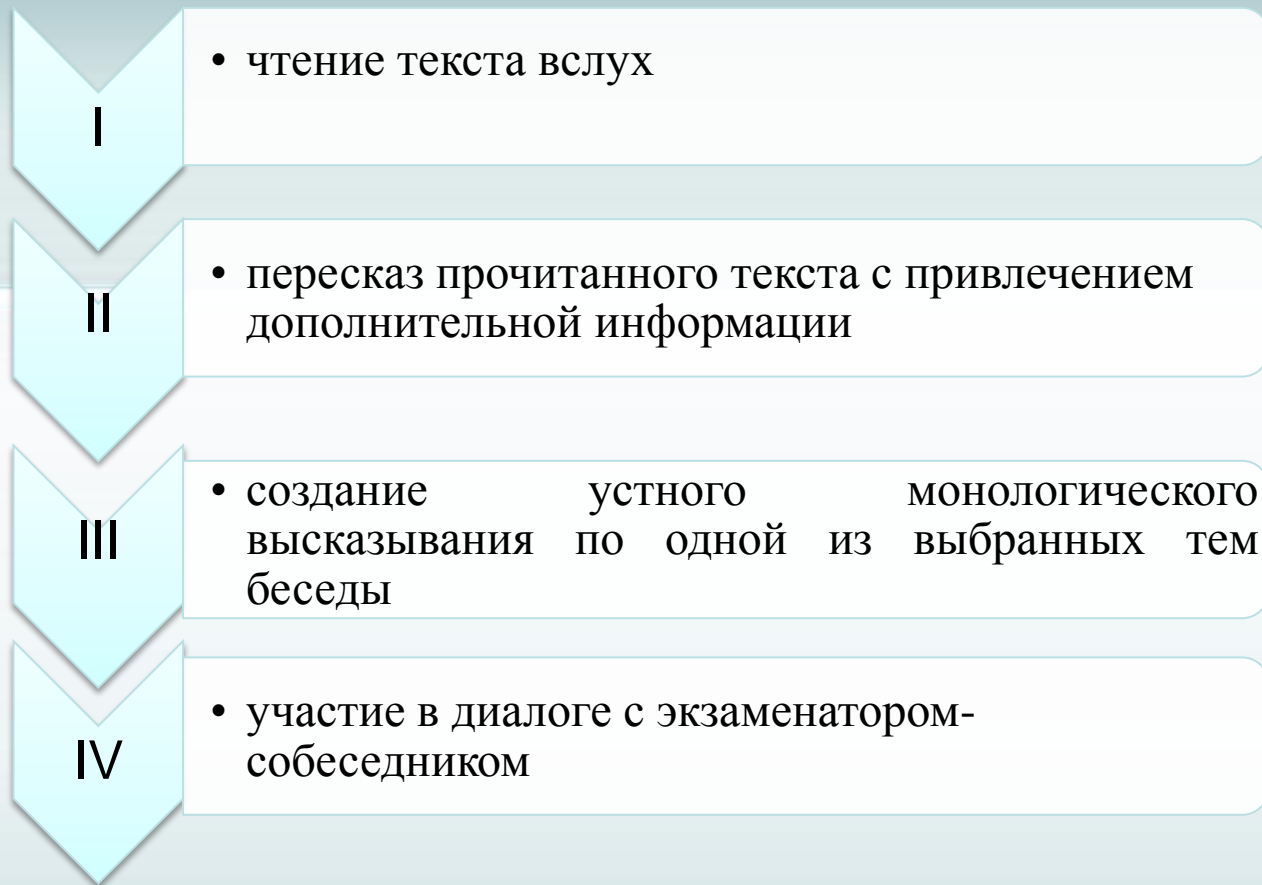 I
• чтение текста вслух
II
• пересказ прочитанного текста с привлечением
дополнительной информации
III
• создание устного монологического
высказывания по одной из выбранных тем
беседы
IV
• участие в диалоге с экзаменатором-
собеседником